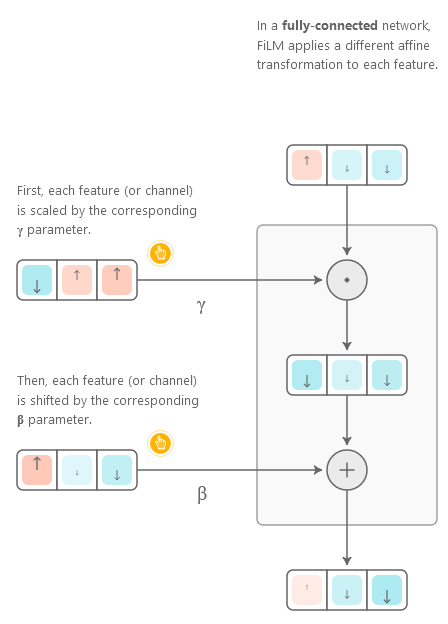 In a fully-connected network,
FiLM applies a different affine
transformation to each feature.
First, each feature (or channel)
is scaled by the corresponding
γ parameter.
γ
Then, each feature (or channel)
is shifted by the corresponding
β parameter.
β